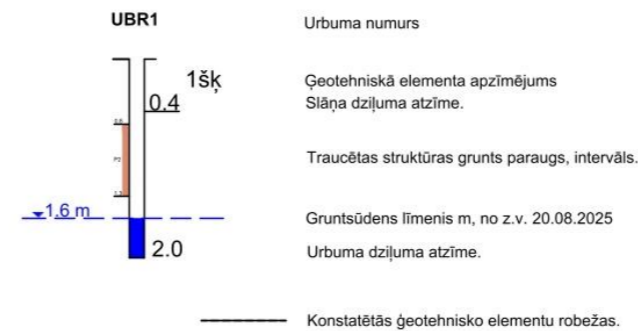 UBR1 Urbuma numurs
1šķ Ģeotehniskā elementa apzīmējums
0.4 Slāņa dziļuma atzīme.
Traucētas struktūras grunts paraugs, intervāls.
1.6 m Gruntsūdens līmenis m, no z.v. 20.08.2025
2.0 Urbuma dziļuma atzīme.
Konstatētās ģeotehnisko elementu robežas.